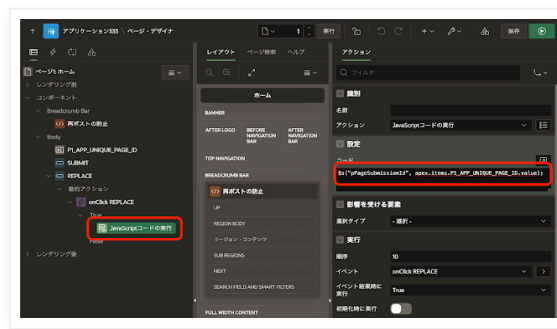 アプリケーション333 \ ページ・デザイナ
1
実行
保存
レイアウト ページ検索 ヘルプ
アクション
ページ1: ホーム
レンダリング前
コンポーネント
Breadcrumb Bar
再ポストの防止
Body
P1_APP_UNIQUE_PAGE_ID
SUBMIT
REPLACE
動的アクション
onClick REPLACE
True
JavaScriptコードの実行
False
レンダリング後
ホーム
BANNER
AFTER LOGO
BEFORE NAVIGATION BAR
AFTER NAVIGATION BAR
TOP NAVIGATION
BREADCRUMB BAR
再ポストの防止
UP
REGION BODY
リージョン・コンテンツ
SUB REGIONS
NEXT
SEARCH FIELD AND SMART FILTERS
FULL WIDTH CONTENT
フィルタ
識別
名前
アクション JavaScriptコードの実行
設定
コード
$s("pPageSubmissionId", apex.items.P1_APP_UNIQUE_PAGE_ID.value);
影響を受ける要素
選択タイプ - 選択 -
実行
順序 10
イベント onClick REPLACE
イベント結果時に実行 True
初期化時に実行